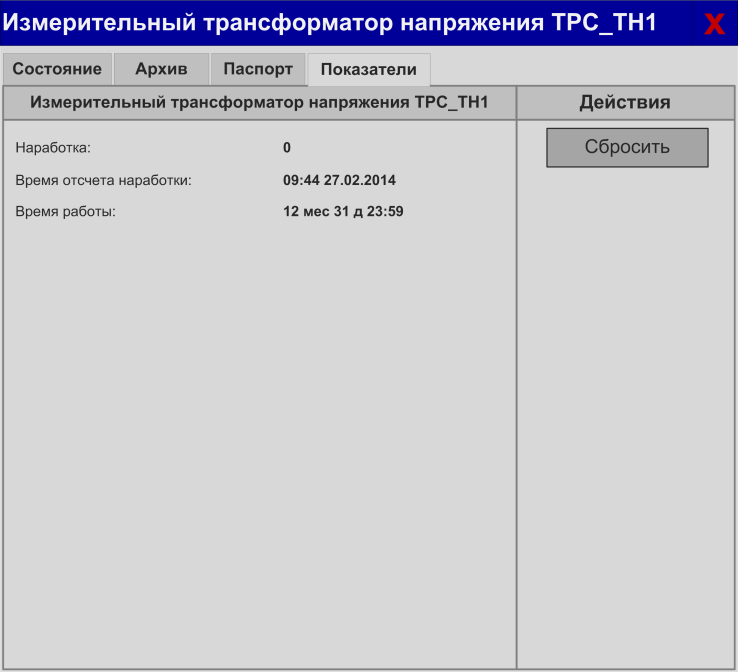 Измерительный трансформатор напряжения ТРС_ТН1 X
Состояние Архив Паспорт Показатели
Измерительный трансформатор напряжения ТРС_ТН1 Действия
Наработка: 0 Сбросить
Время отсчета наработки: 09:44 27.02.2014
Время работы: 12 мес 31 д 23:59